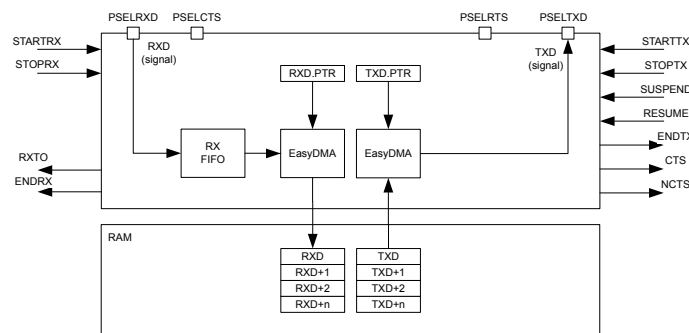 PSELRXD PSELCTS PSELRTS PSELTXD
STARTRX
STOPRX
RXD
(signal)
TXD
(signal)
STARTTX
STOPTX
SUSPEND
RESUME
RXD.PTR TXD.PTR
RX
FIFO
EasyDMA EasyDMA
RXTO
ENDRX
ENDTX
CTS
NCTS
RAM
RXD TXD
RXD+1 TXD+1
RXD+2 TXD+2
RXD+n TXD+n